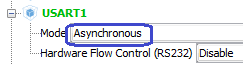 USART1
Mode Asynchronous
Hardware Flow Control (RS232) Disable